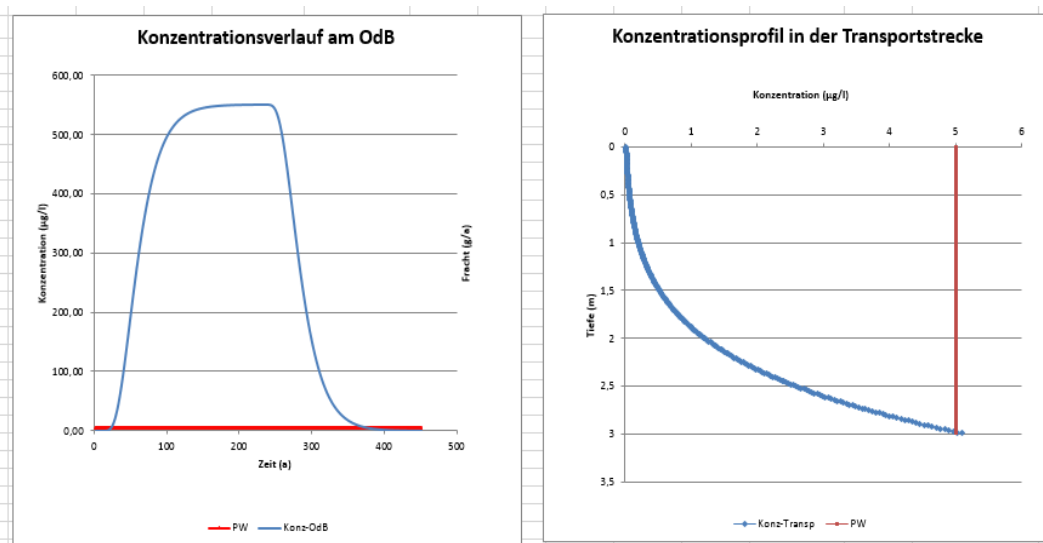 Konzentrationsverlauf am OdB
600,00
500,00
400,00
300,00
200,00
100,00
0,00
Konzentration (µg/l)
Fracht (g/a)
0 100 200 300 400 500
Zeit (a)
PW Konz-OdB
Konzentrationsprofil in der Transportstrecke
Konzentration (µg/l)
0 1 2 3 4 5 6
0
0,5
1
1,5
2
2,5
3
3,5
Tiefe (m)
Konz-Transp PW